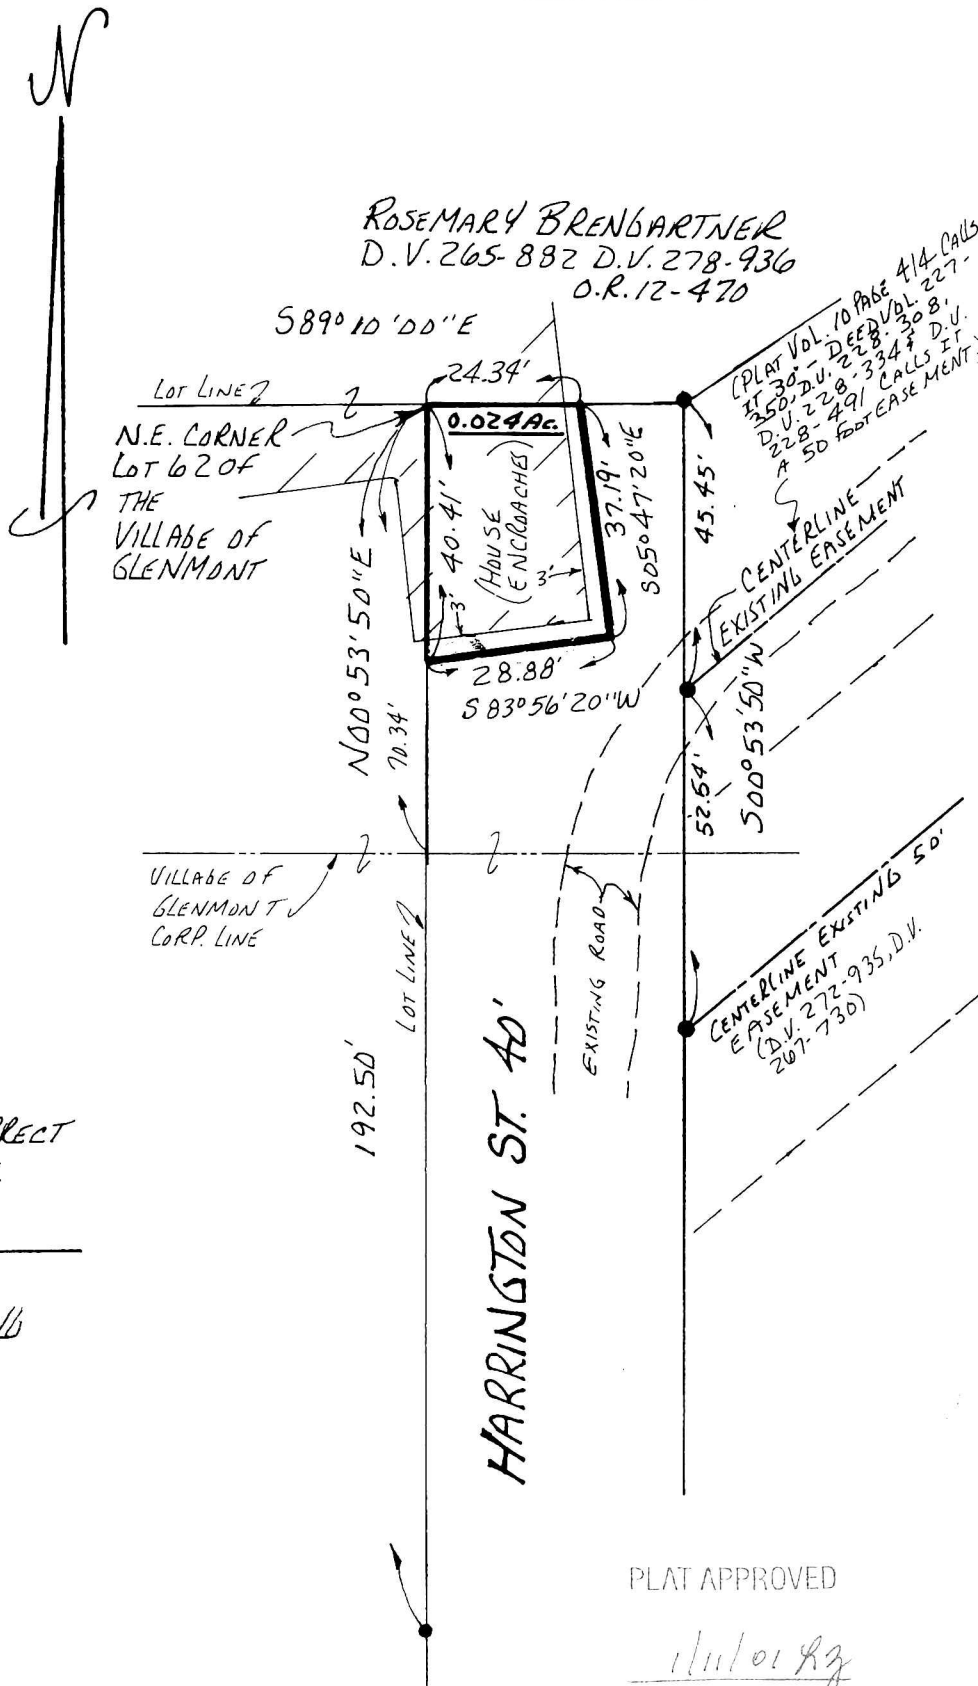 N
ROSEMARY BRENGARTNER
D.V. 265-882 D.V. 278-936
O.R. 12-470
S89°10'00"E
24.34'
LOT LINE
0.024 Ac.
N.E. CORNER
LOT 62 OF
THE
VILLAGE OF
GLENMONT
(PLAT VOL. 10 PAGE 414 CALLS
IT 30' - DEED VOL. 227-
350, D.V. 228-308,
D.V. 228-334 & D.V.
228-491 CALLS IT
A 50 FOOT EASEMENT)
N00°53'50"E
40.41'
(HOUSE
ENCROACHES)
3'
3'
37.19'
S05°47'20"E
45.45'
CENTERLINE
EXISTING EASEMENT
28.88'
S83°56'20"W
70.34'
52.54'
S00°53'50"W
VILLAGE OF
GLENMONT
CORP. LINE
LOT LINE
EXISTING ROAD
CENTERLINE EXISTING 50'
EASEMENT
(D.V. 272-935, D.V.
267-730)
192.50'
HARRINGTON ST. 40'
RECT
PLAT APPROVED
1/11/01